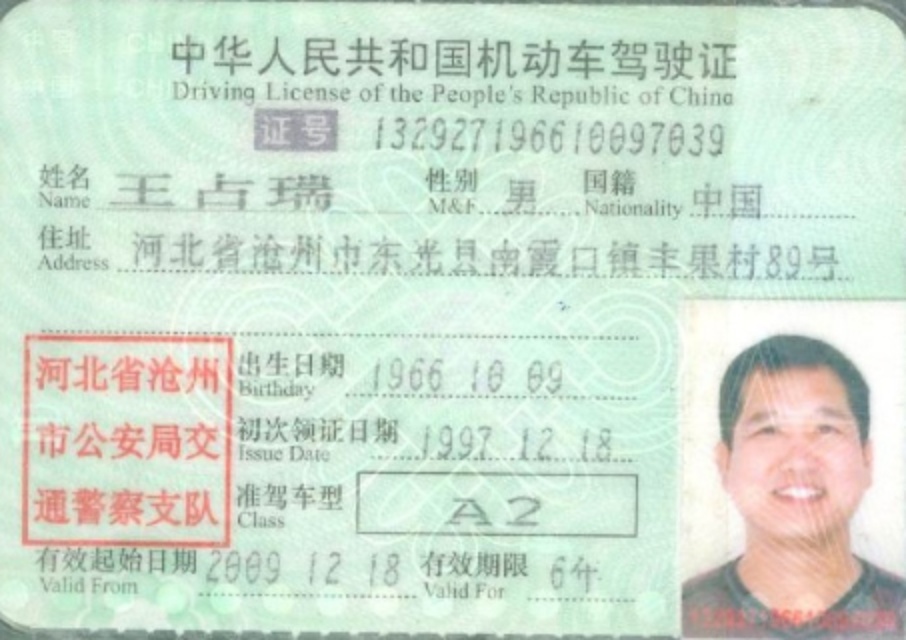 中华人民共和国机动车驾驶证
Driving License of the People's Republic of China
证号 132927196610097039
姓名 王占瑞 性别 男 国籍 中国
Name M&F. Nationality
住址 河北省沧州市东光县南霞口镇丰果村89号
Address
河北省沧州
市公安局交
通警察支队
出生日期 1966 10 09
Birthday
初次领证日期 1997 12 18
Issue Date
准驾车型 A2
Class
有效起始日期 2009 12 18 有效期限 6年
Valid From Valid For